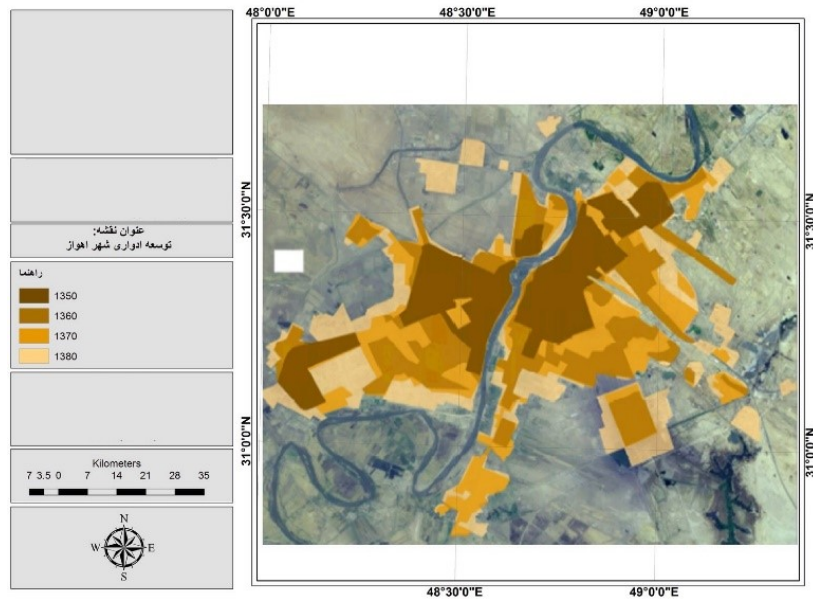 48°0'0"E
48°30'0"E
49°0'0"E
31°30'0"N
31°30'0"N
عنوان نقشه:
توسعه ادواری شهر اهواز
راهنما
1350
1360
1370
1380
31°0'0"N
31°0'0"N
Kilometers
7 3.5 0 7 14 21 28 35
N
W E
S
48°30'0"E
49°0'0"E